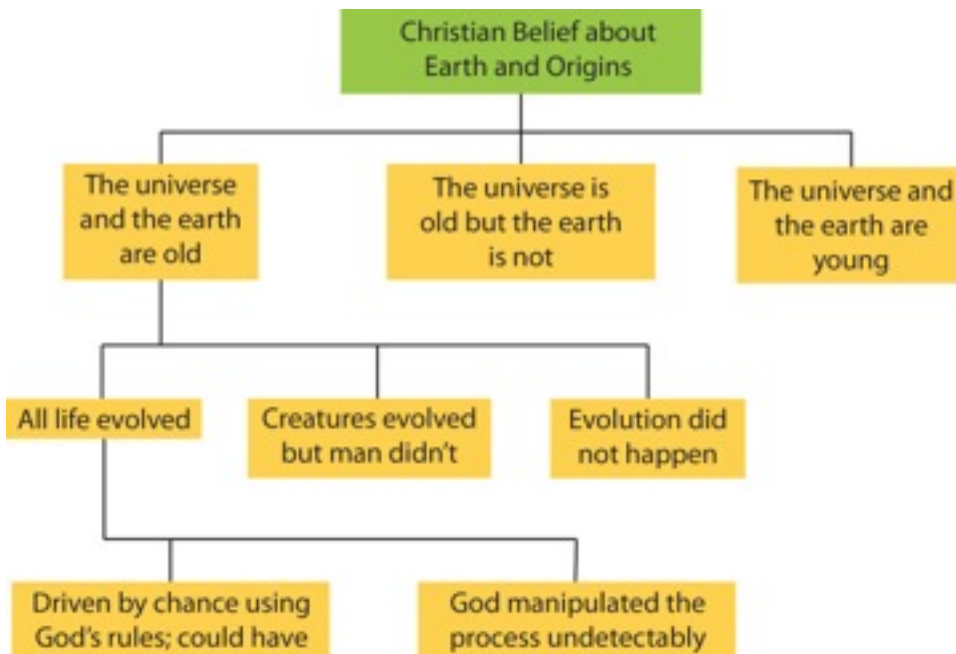 Christian Belief about
Earth and Origins
The universe
and the earth
are old
The universe is
old but the earth
is not
The universe and
the earth are
young
All life evolved
Creatures evolved
but man didn't
Evolution did
not happen
Driven by chance using
God's rules; could have
God manipulated the
process undetectably